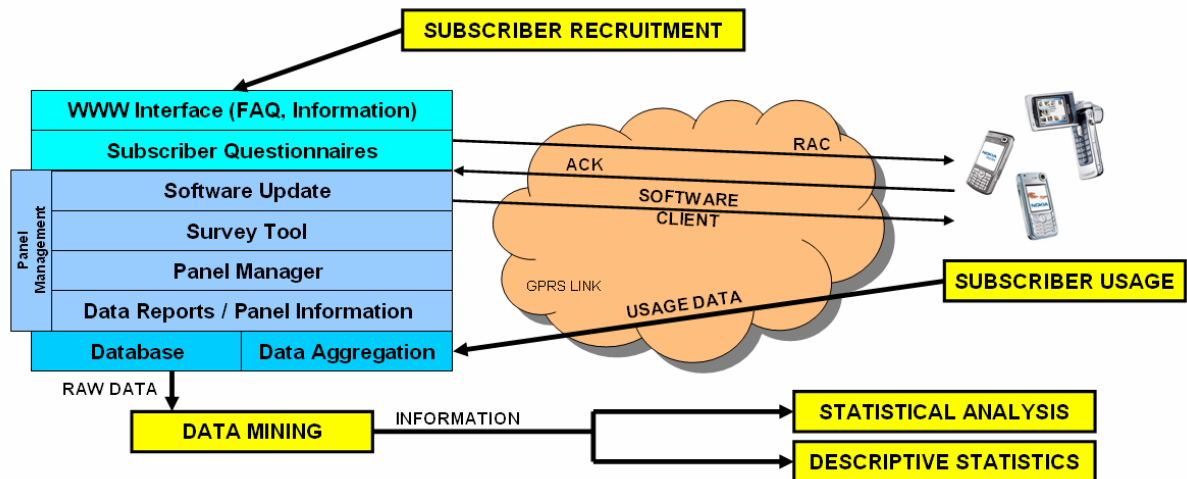 SUBSCRIBER RECRUITMENT
WWW Interface (FAQ, Information)
Subscriber Questionnaires
Panel
Management
Software Update
Survey Tool
Panel Manager
Data Reports / Panel Information
Database
Data Aggregation
RAC
ACK
SOFTWARE
CLIENT
GPRS LINK
USAGE DATA
NOKIA
NOKIA
SUBSCRIBER USAGE
RAW DATA
DATA MINING
INFORMATION
STATISTICAL ANALYSIS
DESCRIPTIVE STATISTICS